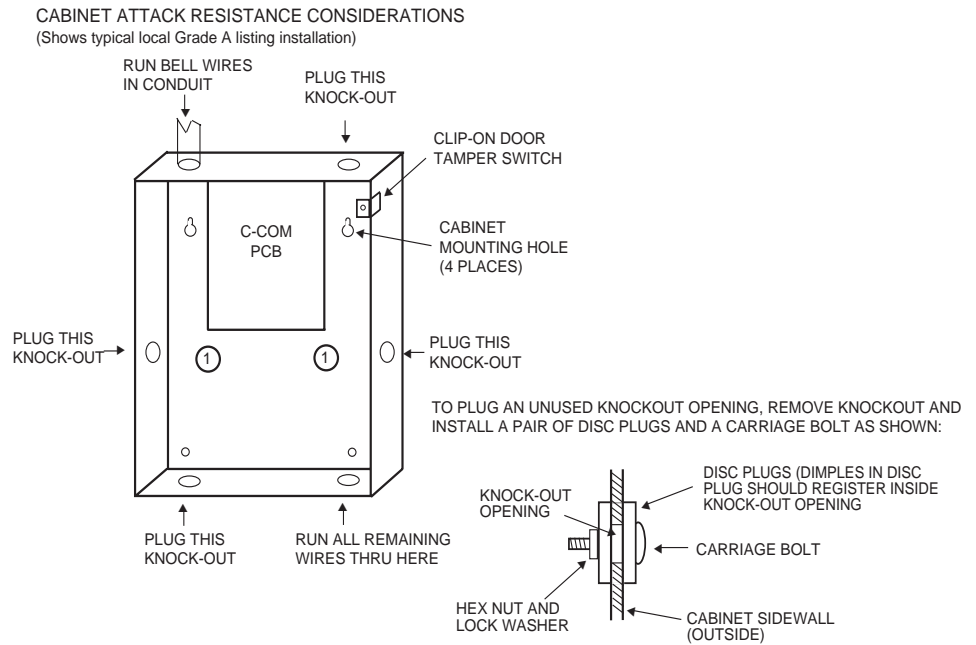 CABINET ATTACK RESISTANCE CONSIDERATIONS
(Shows typical local Grade A listing installation)
RUN BELL WIRES
IN CONDUIT
PLUG THIS
KNOCK-OUT
CLIP-ON DOOR
TAMPER SWITCH
C-COM
PCB
CABINET
MOUNTING HOLE
(4 PLACES)
PLUG THIS
KNOCK-OUT
1
1
PLUG THIS
KNOCK-OUT
PLUG THIS
KNOCK-OUT
RUN ALL REMAINING
WIRES THRU HERE
TO PLUG AN UNUSED KNOCKOUT OPENING, REMOVE KNOCKOUT AND
INSTALL A PAIR OF DISC PLUGS AND A CARRIAGE BOLT AS SHOWN:
KNOCK-OUT
OPENING
DISC PLUGS (DIMPLES IN DISC
PLUG SHOULD REGISTER INSIDE
KNOCK-OUT OPENING
CARRIAGE BOLT
HEX NUT AND
LOCK WASHER
CABINET SIDEWALL
(OUTSIDE)